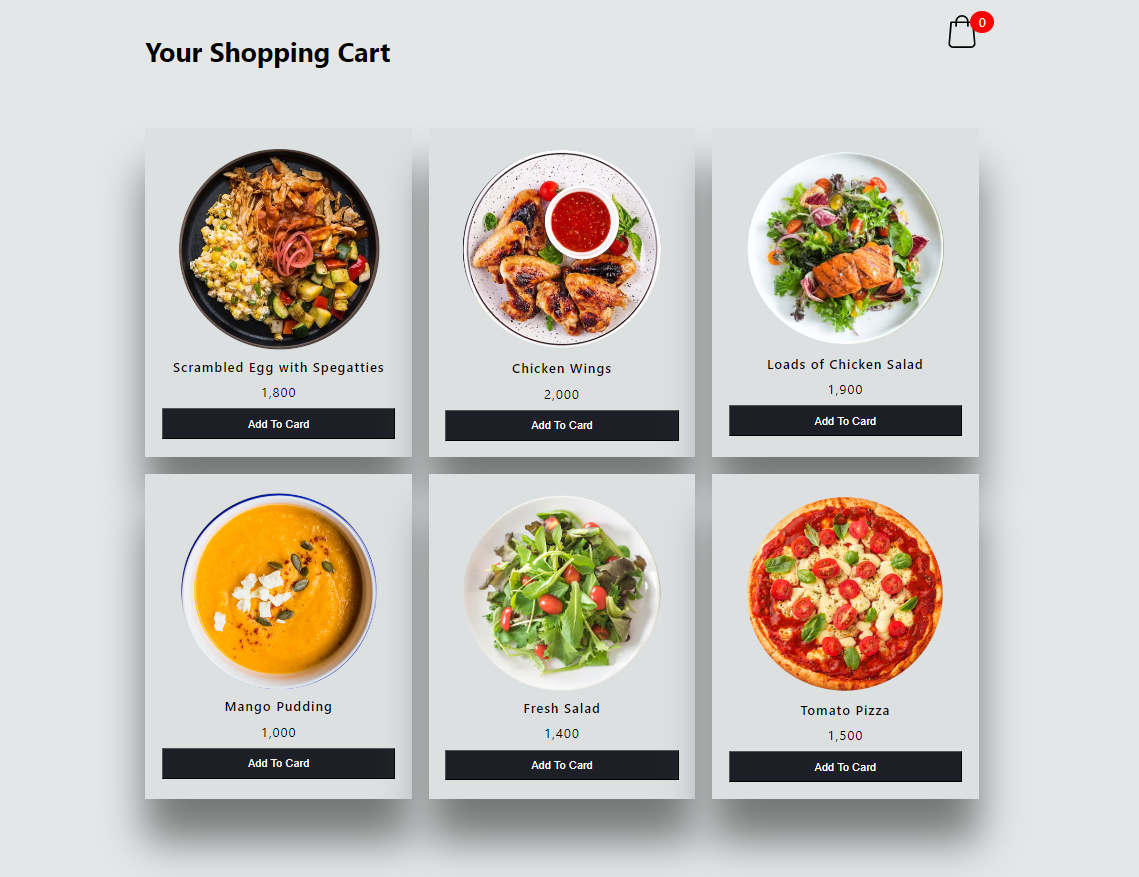 0
Your Shopping Cart
Scrambled Egg with Spegatties
1,800
Add To Card
Chicken Wings
2,000
Add To Card
Loads of Chicken Salad
1,900
Add To Card
Mango Pudding
1,000
Add To Card
Fresh Salad
1,400
Add To Card
Tomato Pizza
1,500
Add To Card